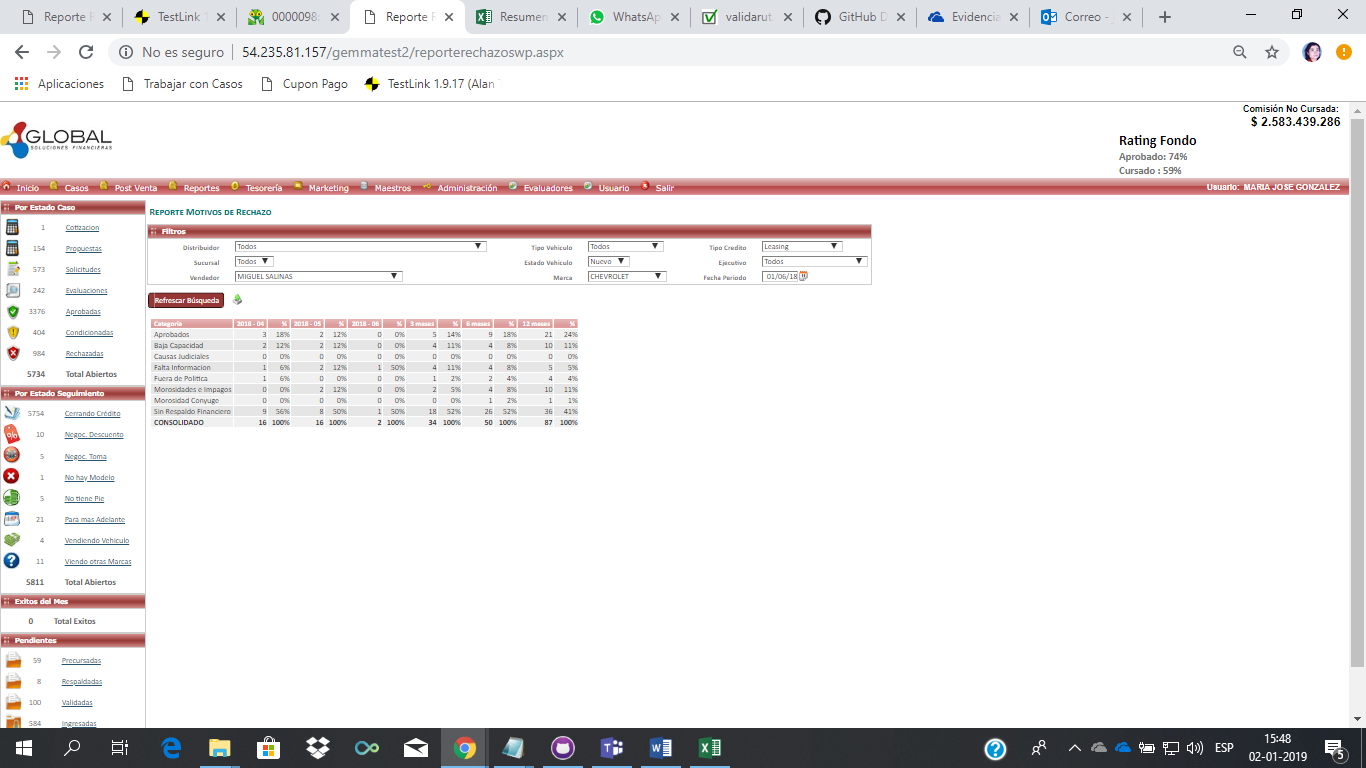 Reporte F
TestLink 1
0000098
Reporte F
Resumen
WhatsAp
validarut
GitHub D
Evidencia
Correo -
No es seguro
54.235.81.157/gemmatest2/reporterechazoswp.aspx
Aplicaciones
Trabajar con Casos
Cupon Pago
TestLink 1.9.17 (Alan
Comisión No Cursada:
$ 2.583.439.286
GLOBAL
SOLUCIONES FINANCIERAS
Rating Fondo
Aprobado: 74%
Cursado : 59%
Inicio Casos Post Venta Reportes Tesorería Marketing Maestros Administración Evaluadores Usuario Salir
Usuario: MARIA JOSE GONZALEZ
Por Estado Caso
1 Cotizacion
154 Propuestas
573 Solicitudes
242 Evaluaciones
3376 Aprobadas
404 Condicionadas
984 Rechazadas
5734 Total Abiertos
Por Estado Seguimiento
5754 Cerrando Crédito
10 Negoc. Descuento
5 Negoc. Toma
1 No hay Modelo
5 No tiene Pie
21 Para mas Adelante
4 Vendiendo Vehiculo
11 Viendo otras Marcas
5811 Total Abiertos
Exitos del Mes
0 Total Exitos
Pendientes
59 Precursadas
8 Respaldadas
100 Validadas
584 Ingresadas
REPORTE MOTIVOS DE RECHAZO
Filtros
Distribuidor Todos Tipo Vehiculo Todos Tipo Credito Leasing
Sucursal Todos Estado Vehiculo Nuevo Ejecutivo Todos
Vendedor MIGUEL SALINAS Marca CHEVROLET Fecha Periodo 01/06/18
Refrescar Búsqueda
Categoría 2018 - 04 % 2018 - 05 % 2018 - 06 % 3 meses % 6 meses % 12 meses %
Aprobados 3 18% 2 12% 0 0% 5 14% 9 18% 21 24%
Baja Capacidad 2 12% 2 12% 0 0% 4 11% 4 8% 10 11%
Causas Judiciales 0 0% 0 0% 0 0% 0 0% 0 0% 0 0%
Falta Informacion 1 6% 2 12% 1 50% 4 11% 4 8% 5 5%
Fuera de Política 1 6% 0 0% 0 0% 1 2% 2 4% 4 4%
Morosidades e Impagos 0 0% 2 12% 0 0% 2 5% 4 8% 10 11%
Morosidad Conyuge 0 0% 0 0% 0 0% 0 0% 1 2% 1 1%
Sin Respaldo Financiero 9 56% 8 50% 1 50% 18 52% 26 52% 36 41%
CONSOLIDADO 16 100% 16 100% 2 100% 34 100% 50 100% 87 100%
ESP
15:48
02-01-2019
5